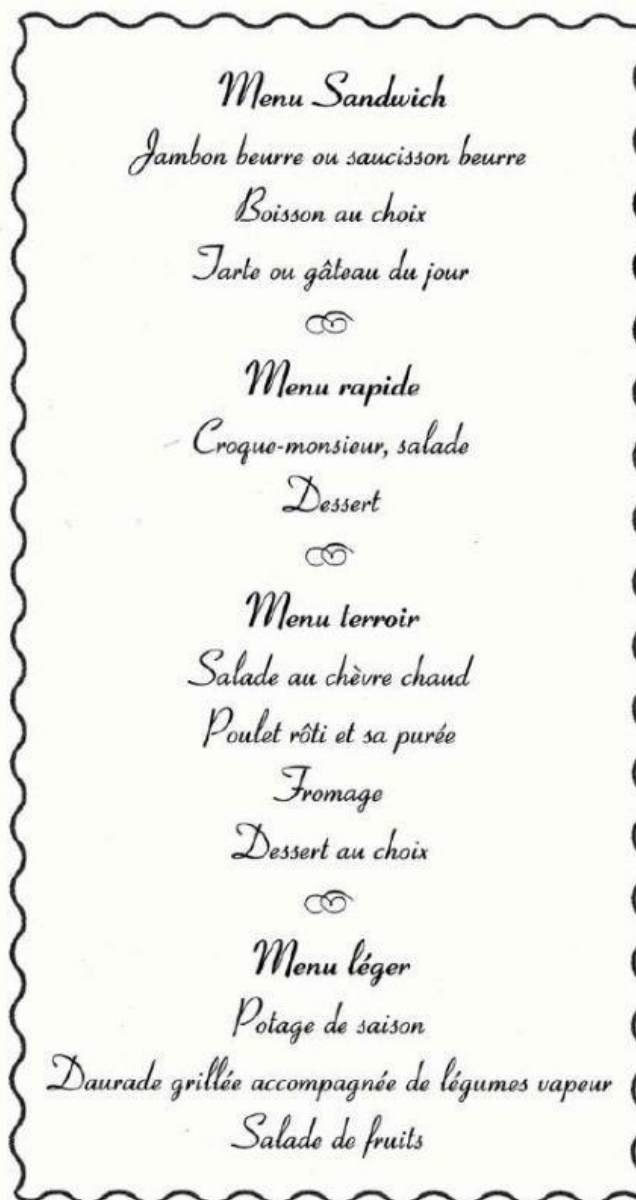 Menu Sandwich
Jambon beurre ou saucisson beurre
Boisson au choix
Tarte ou gâteau du jour
Menu rapide
Croque-monsieur, salade
Dessert
Menu terroir
Salade au chèvre chaud
Poulet rôti et sa purée
Fromage
Dessert au choix
Menu léger
Potage de saison
Daurade grillée accompagnée de légumes vapeur
Salade de fruits